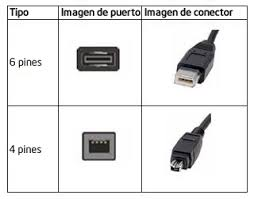 Tipo Imagen de puerto Imagen de conector
6 pines
4 pines